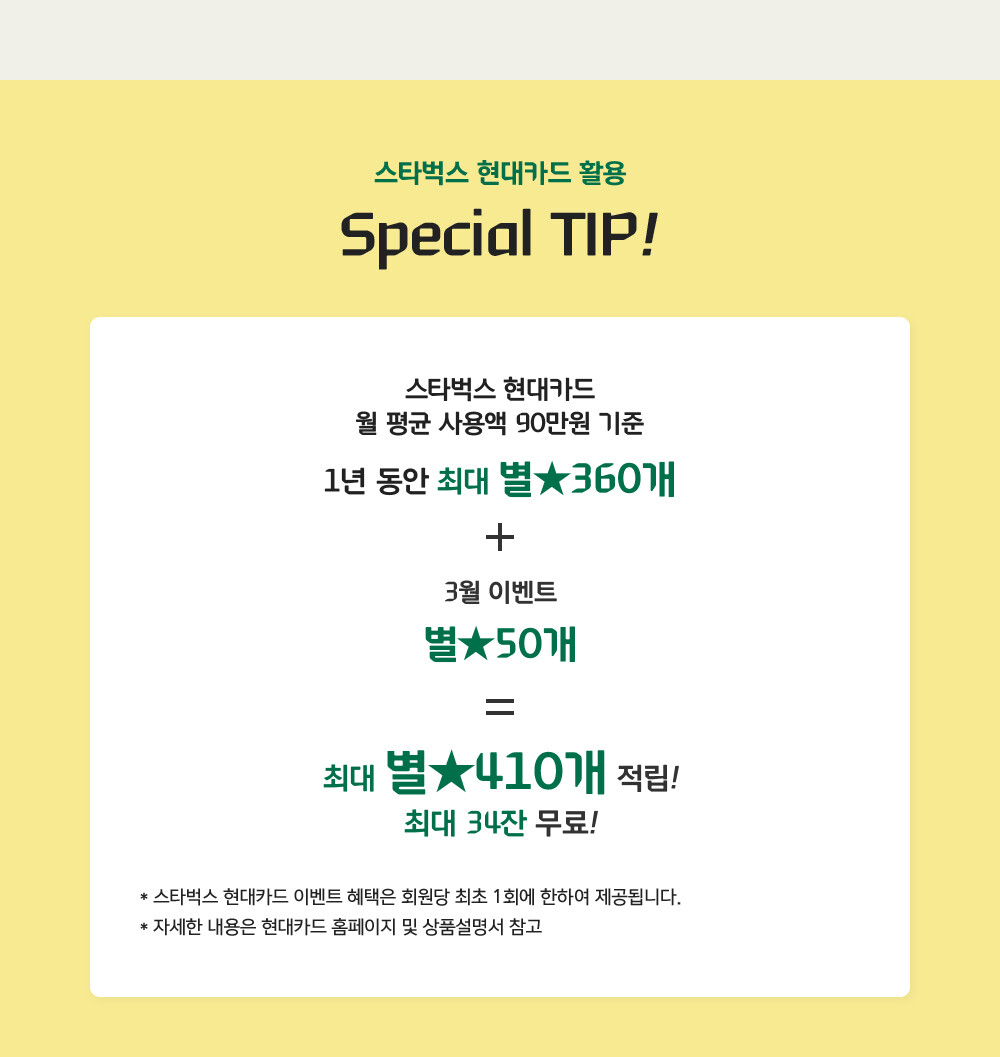 스타벅스 현대카드 활용
Special TIP!
스타벅스 현대카드
월 평균 사용액 90만원 기준
1년 동안 최대 별★360개
+
3월 이벤트
별★50개
=
최대 별★410개 적립!
최대 34잔 무료!
* 스타벅스 현대카드 이벤트 혜택은 회원당 최초 1회에 한하여 제공됩니다.
* 자세한 내용은 현대카드 홈페이지 및 상품설명서 참고